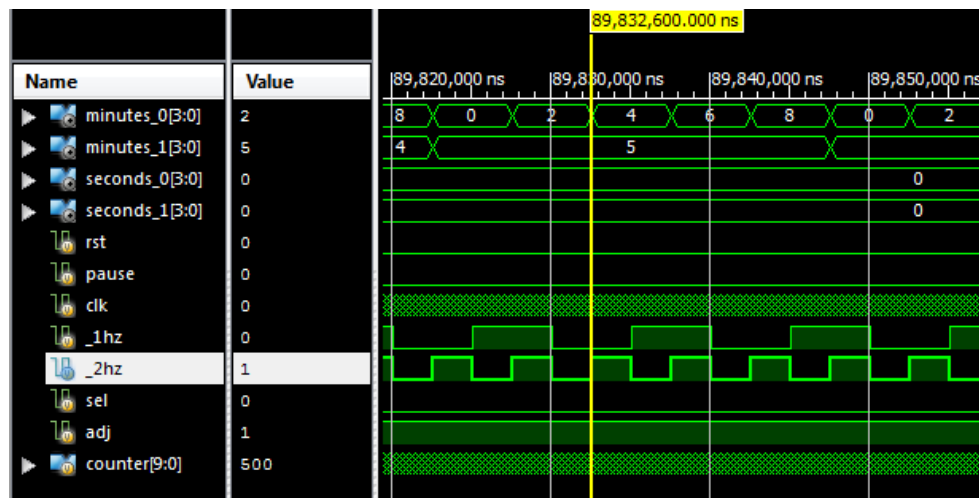 89,832,600.000 ns
Name Value 89,820,000 ns 89,830,000 ns 89,840,000 ns 89,850,000 ns
minutes_0[3:0] 2 8 0 2 4 6 8 0 2
minutes_1[3:0] 5 4 5
seconds_0[3:0] 0 0
seconds_1[3:0] 0 0
rst 0
pause 0
clk 0
_1hz 0
_2hz 1
sel 0
adj 1
counter[9:0] 500